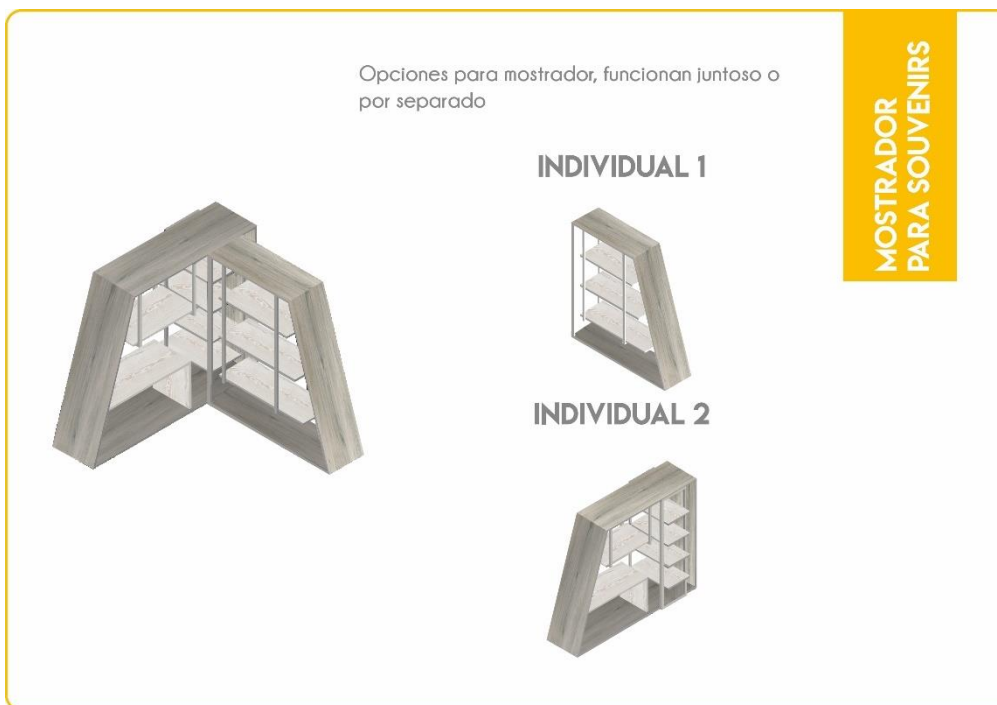 Opciones para mostrador, funcionan juntoso o
por separado
MOSTRADOR
PARA SOUVENIRS
INDIVIDUAL 1
INDIVIDUAL 2